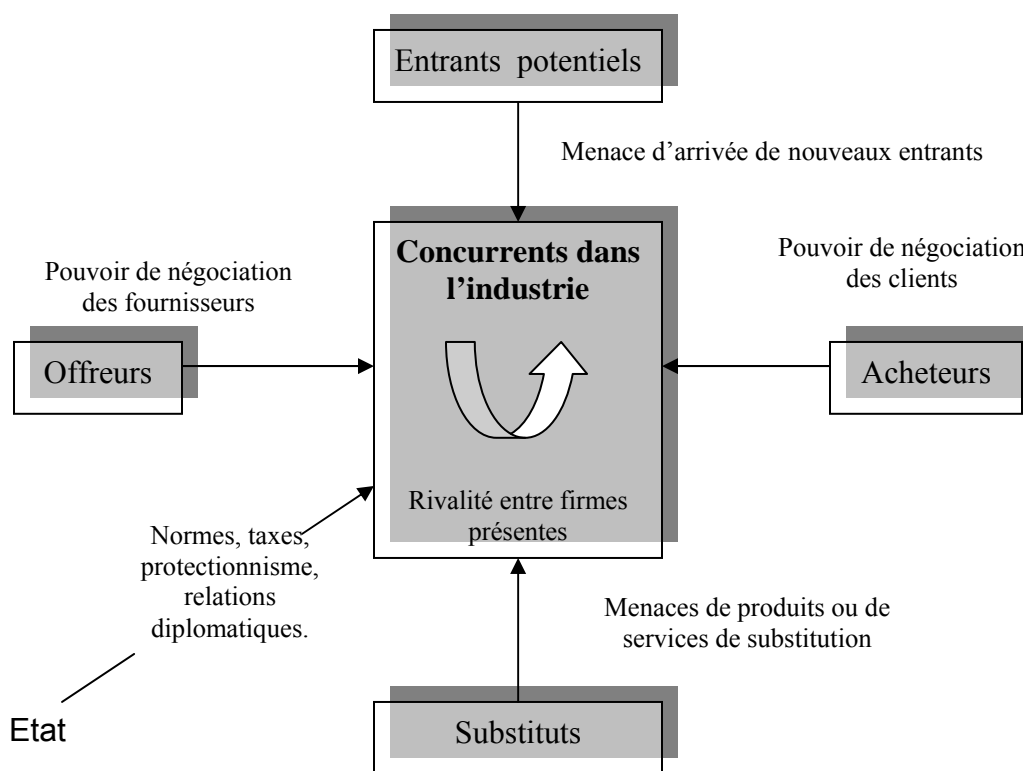 Entrants potentiels
Menace d’arrivée de nouveaux entrants
Concurrents dans
l’industrie
Pouvoir de négociation
des clients
Pouvoir de négociation
des fournisseurs
Offreurs
Acheteurs
Rivalité entre firmes
présentes
Normes, taxes,
protectionnisme,
relations
diplomatiques.
Menaces de produits ou de
services de substitution
Etat
Substituts